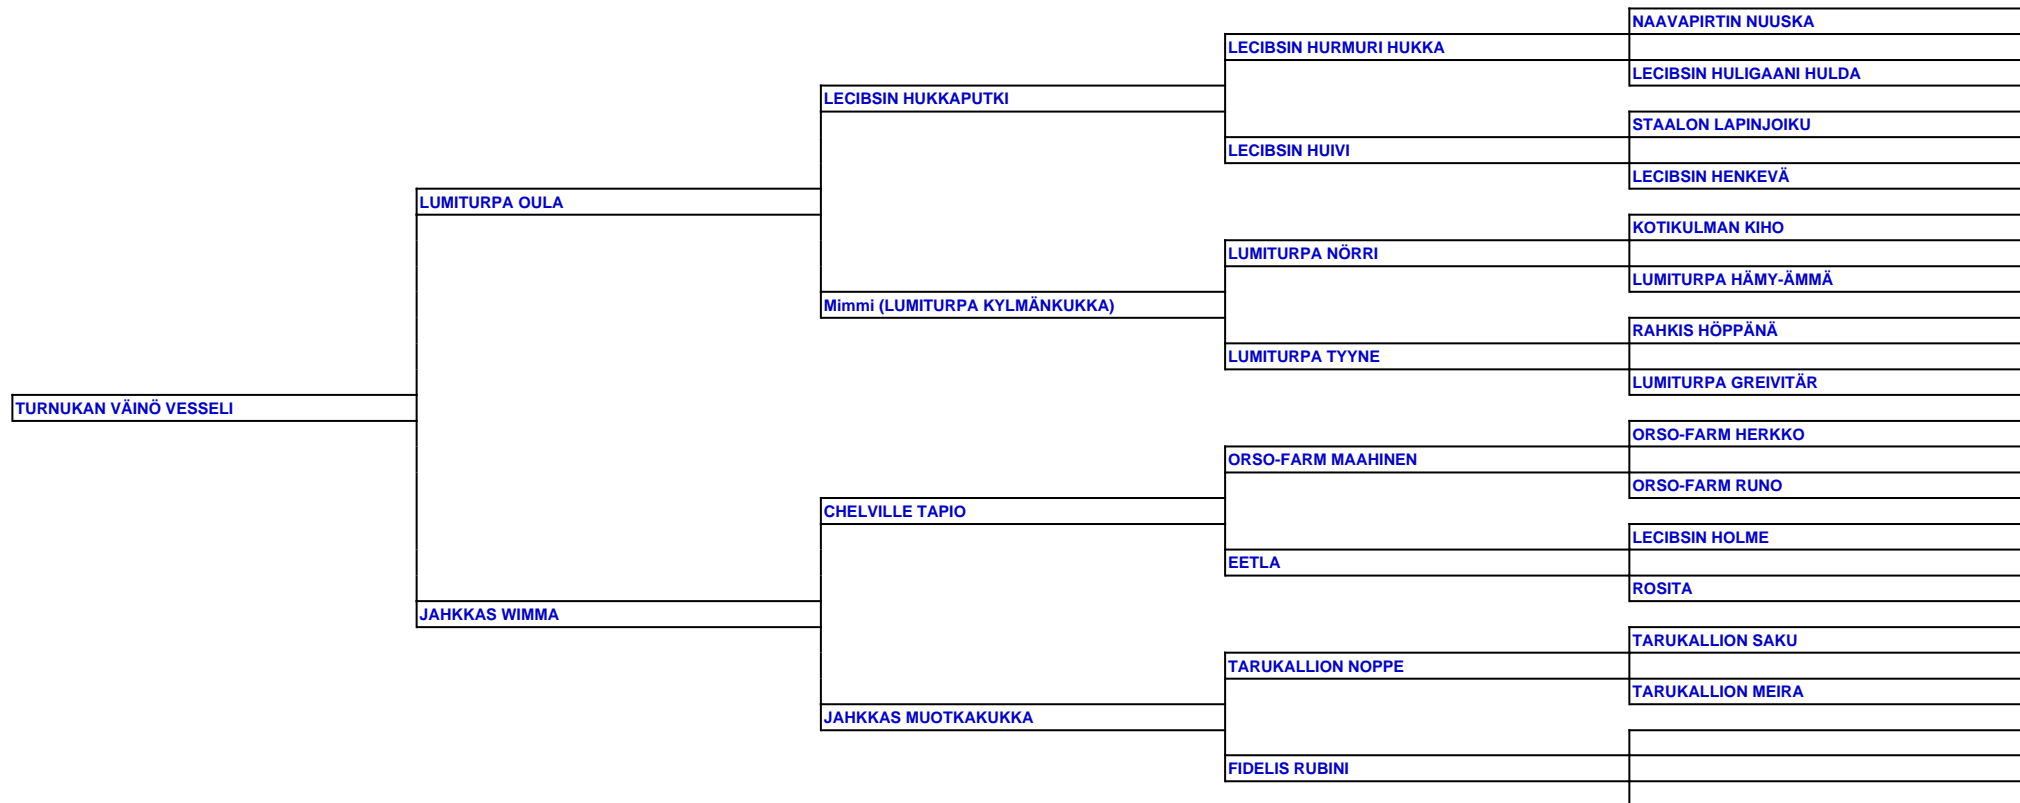 NAAVAPIRTIN NUUSKA
LECIBSIN HURMURI HUKKA
LECIBSIN HULIGAANI HULDA
LECIBSIN HUKKAPUTKI
STAALON LAPINJOIKU
LECIBSIN HUIVI
LECIBSIN HENKEVÄ
LUMITURPA OULA
KOTIKULMAN KIHO
LUMITURPA NÖRRI
LUMITURPA HÄMY-ÄMMÄ
Mimmi (LUMITURPA KYLMÄNKUKKA)
RAHKIS HÖPPÄNÄ
LUMITURPA TYYNE
LUMITURPA GREIVITÄR
TURNUKAN VÄINÖ VESSELI
ORSO-FARM HERKKO
ORSO-FARM MAAHINEN
ORSO-FARM RUNO
CHELVILLE TAPIO
LECIBSIN HOLME
EETLA
ROSITA
JAHKKAS WIMMA
TARUKALLION SAKU
TARUKALLION NOPPE
TARUKALLION MEIRA
JAHKKAS MUOTKAKUKKA
FIDELIS RUBINI